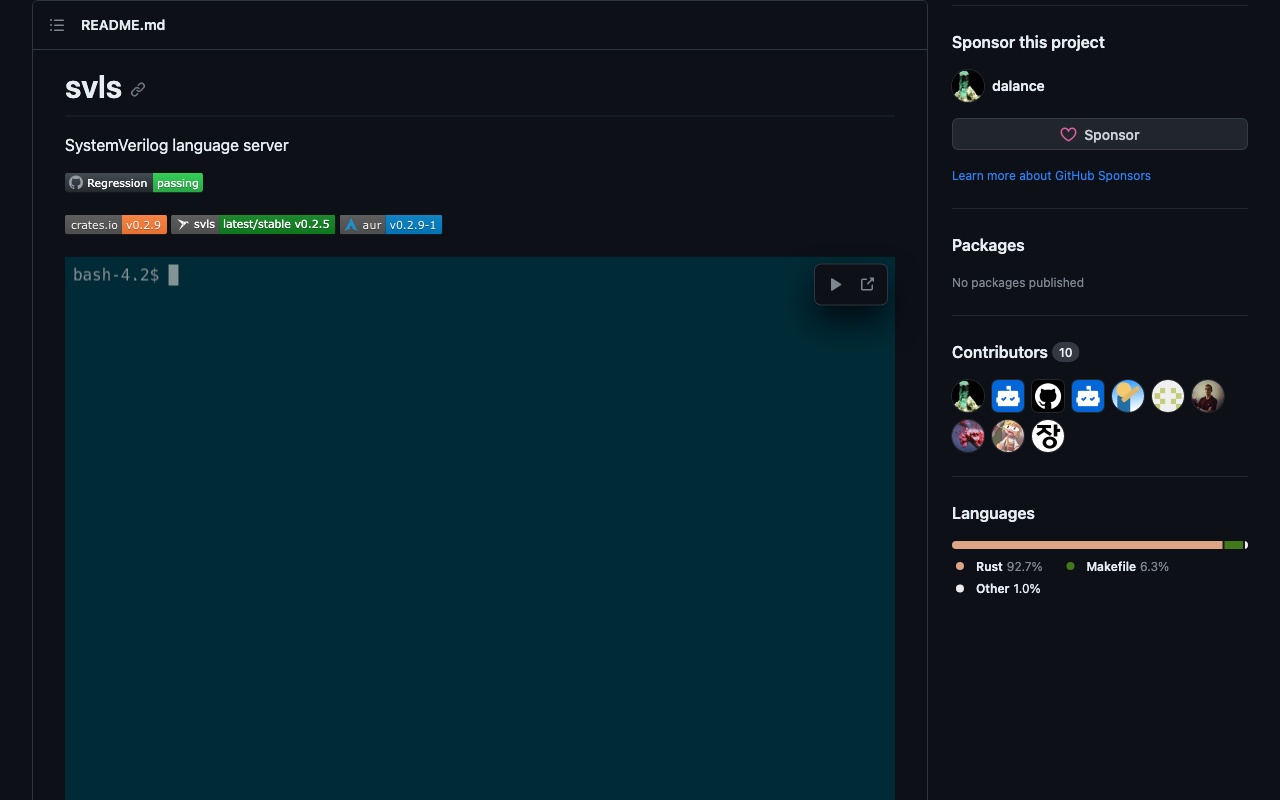 README.md
svls
SystemVerilog language server
Regression passing
crates.io v0.2.9 svls latest/stable v0.2.5 aur v0.2.9-1
bash-4.2$
Sponsor this project
dalance
Sponsor
Learn more about GitHub Sponsors
Packages
No packages published
Contributors 10
장
Languages
Rust 92.7% Makefile 6.3%
Other 1.0%